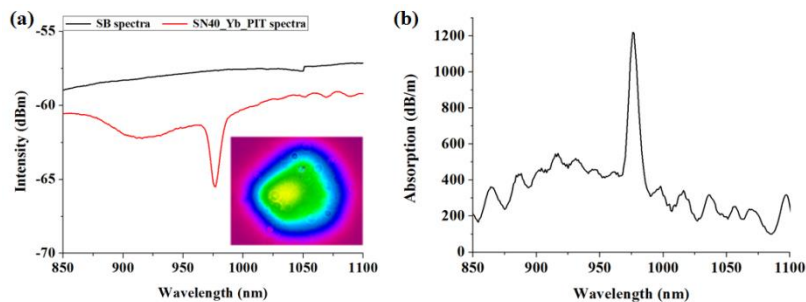 (a)
SB spectra
SN40_Yb_PIT spectra
-55
-60
-65
-70
Intensity (dBm)
850
900
950
1000
1050
1100
Wavelength (nm)
(b)
1200
1000
800
600
400
200
0
Absorption (dB/m)
850
900
950
1000
1050
1100
Wavelength (nm)